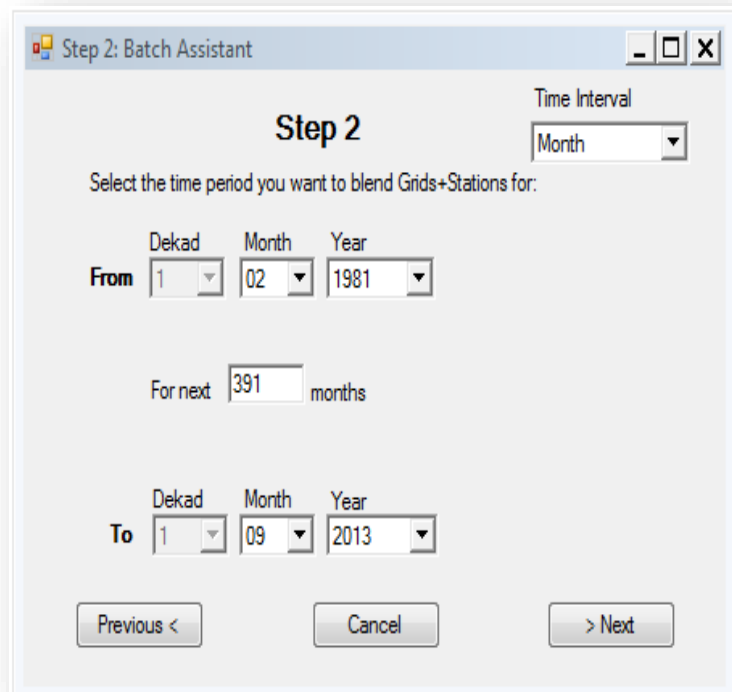 Step 2: Batch Assistant
Time Interval
Step 2
Month
Select the time period you want to blend Grids+Stations for:
Dekad Month Year
From 1 02 1981
For next 391 months
Dekad Month Year
To 1 09 2013
Previous < Cancel > Next